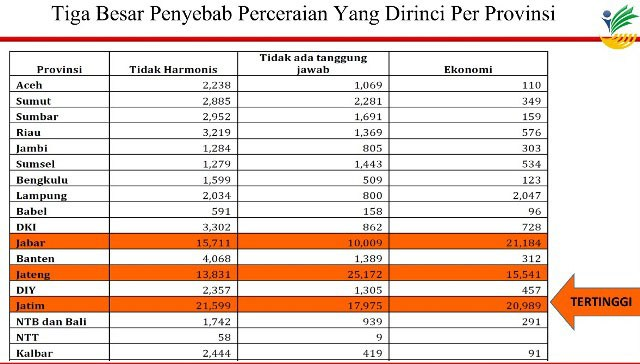 Tiga Besar Penyebab Perceraian Yang Dirinci Per Provinsi
Provinsi Tidak Harmonis Tidak ada tanggung jawab Ekonomi
Aceh 2,238 1,069 110
Sumut 2,885 2,281 349
Sumbar 2,952 1,691 159
Riau 3,219 1,369 576
Jambi 1,284 805 303
Sumsel 1,279 1,443 534
Bengkulu 1,599 509 123
Lampung 2,034 800 2,047
Babel 591 158 96
DKI 3,302 862 728
Jabar 15,711 10,009 21,184
Banten 4,068 1,389 312
Jateng 13,831 25,172 15,541
DIY 2,357 1,305 457
Jatim 21,599 17,975 20,989
TERTINGGI
NTB dan Bali 1,742 939 291
NTT 58 9
Kalbar 2,444 419 91